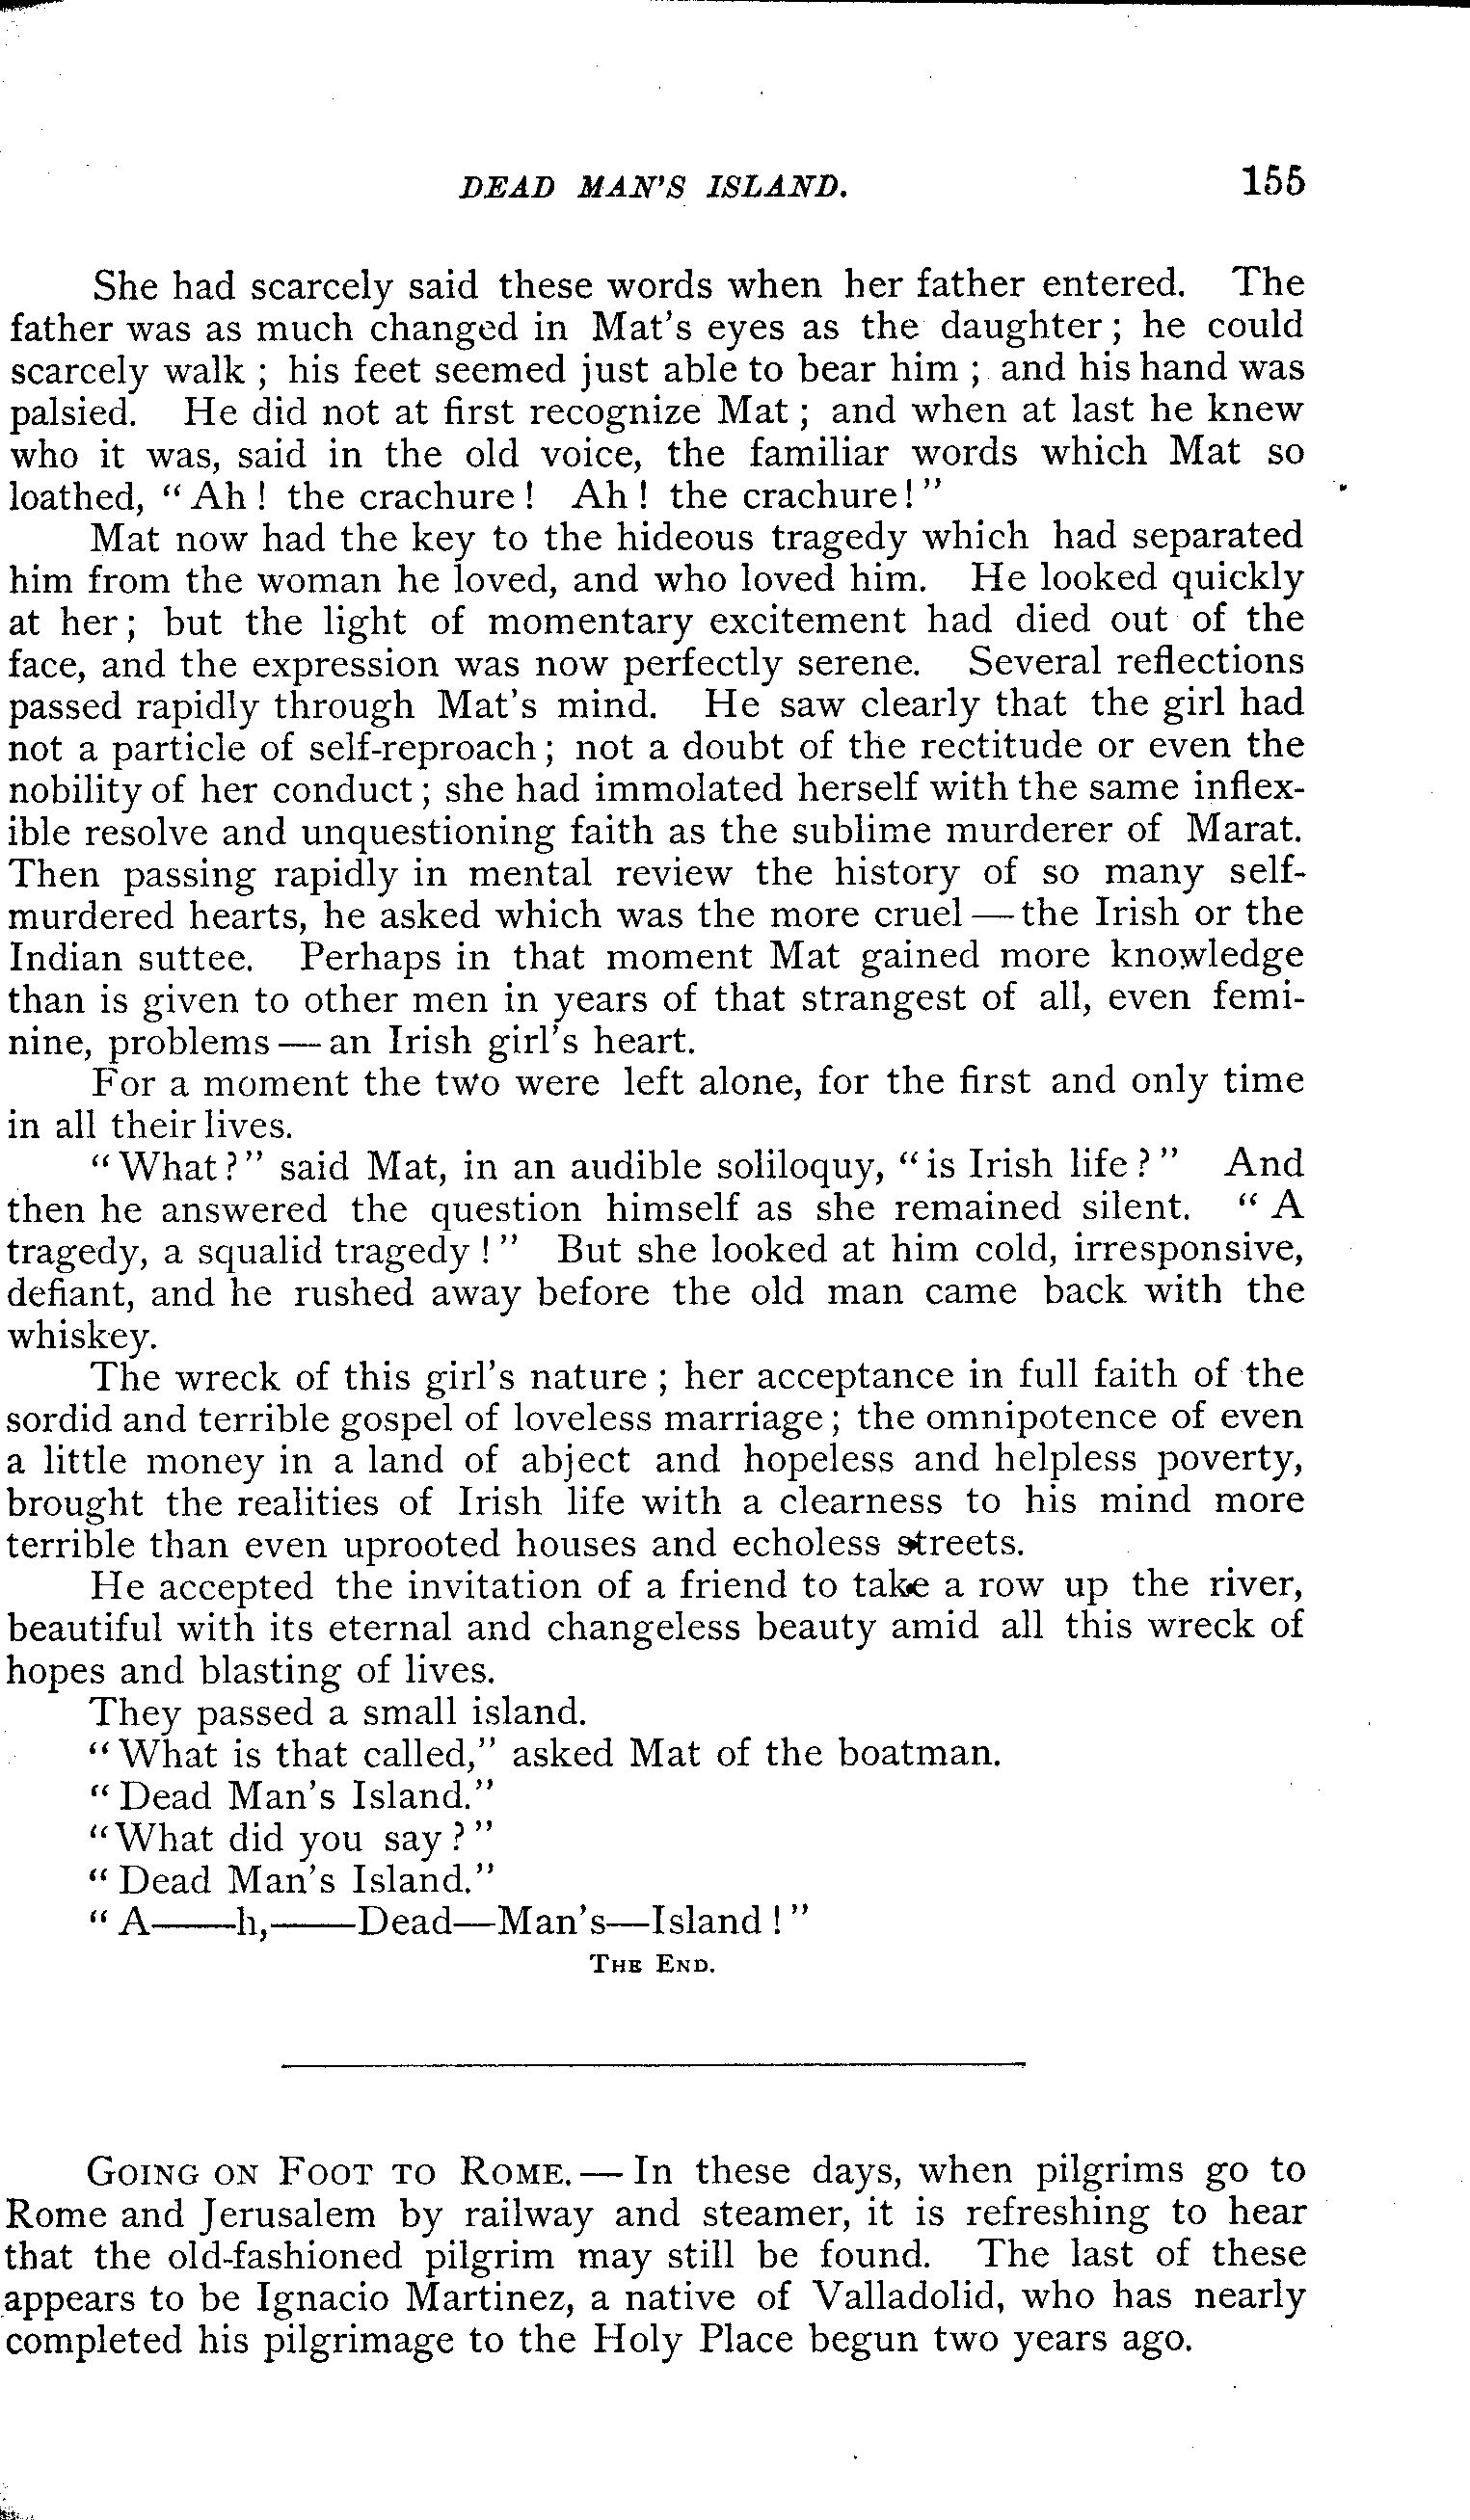 DEAD MAN'S ISLAND. 155
She had scarcely said these words when her father entered. The
father was as much changed in Mat's eyes as the daughter; he could
scarcely walk; his feet seemed just able to bear him; and his hand was
palsied. He did not at first recognize Mat; and when at last he knew
who it was, said in the old voice, the familiar words which Mat so
loathed, "Ah! the crachure! Ah! the crachure!"
Mat now had the key to the hideous tragedy which had separated
him from the woman he loved, and who loved him. He looked quickly
at her; but the light of momentary excitement had died out of the
face, and the expression was now perfectly serene. Several reflections
passed rapidly through Mat's mind. He saw clearly that the girl had
not a particle of self-reproach; not a doubt of the rectitude or even the
nobility of her conduct; she had immolated herself with the same inflex-
ible resolve and unquestioning faith as the sublime murderer of Marat.
Then passing rapidly in mental review the history of so many self-
murdered hearts, he asked which was the more cruel—the Irish or the
Indian suttee. Perhaps in that moment Mat gained more knowledge
than is given to other men in years of that strangest of all, even femi-
nine, problems—an Irish girl's heart.
For a moment the two were left alone, for the first and only time
in all their lives.
"What?" said Mat, in an audible soliloquy, "is Irish life?" And
then he answered the question himself as she remained silent. "A
tragedy, a squalid tragedy!" But she looked at him cold, irresponsive,
defiant, and he rushed away before the old man came back with the
whiskey.
The wreck of this girl's nature; her acceptance in full faith of the
sordid and terrible gospel of loveless marriage; the omnipotence of even
a little money in a land of abject and hopeless and helpless poverty,
brought the realities of Irish life with a clearness to his mind more
terrible than even uprooted houses and echoless streets.
He accepted the invitation of a friend to take a row up the river,
beautiful with its eternal and changeless beauty amid all this wreck of
hopes and blasting of lives.
They passed a small island.
"What is that called," asked Mat of the boatman.
"Dead Man's Island."
"What did you say?"
"Dead Man's Island."
"A——h,——Dead—Man's—Island!"
THE END.
GOING ON FOOT TO ROME.—In these days, when pilgrims go to
Rome and Jerusalem by railway and steamer, it is refreshing to hear
that the old-fashioned pilgrim may still be found. The last of these
appears to be Ignacio Martinez, a native of Valladolid, who has nearly
completed his pilgrimage to the Holy Place begun two years ago.